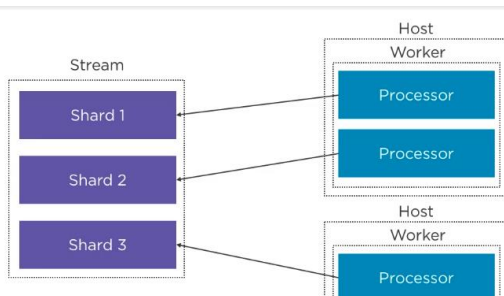 Stream
Shard 1
Shard 2
Shard 3
Host
Worker
Processor
Processor
Host
Worker
Processor